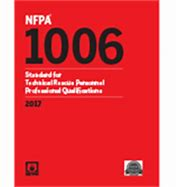 NFPA®
1006
Standard for
Technical Rescue Personnel
Professional Qualifications
2017